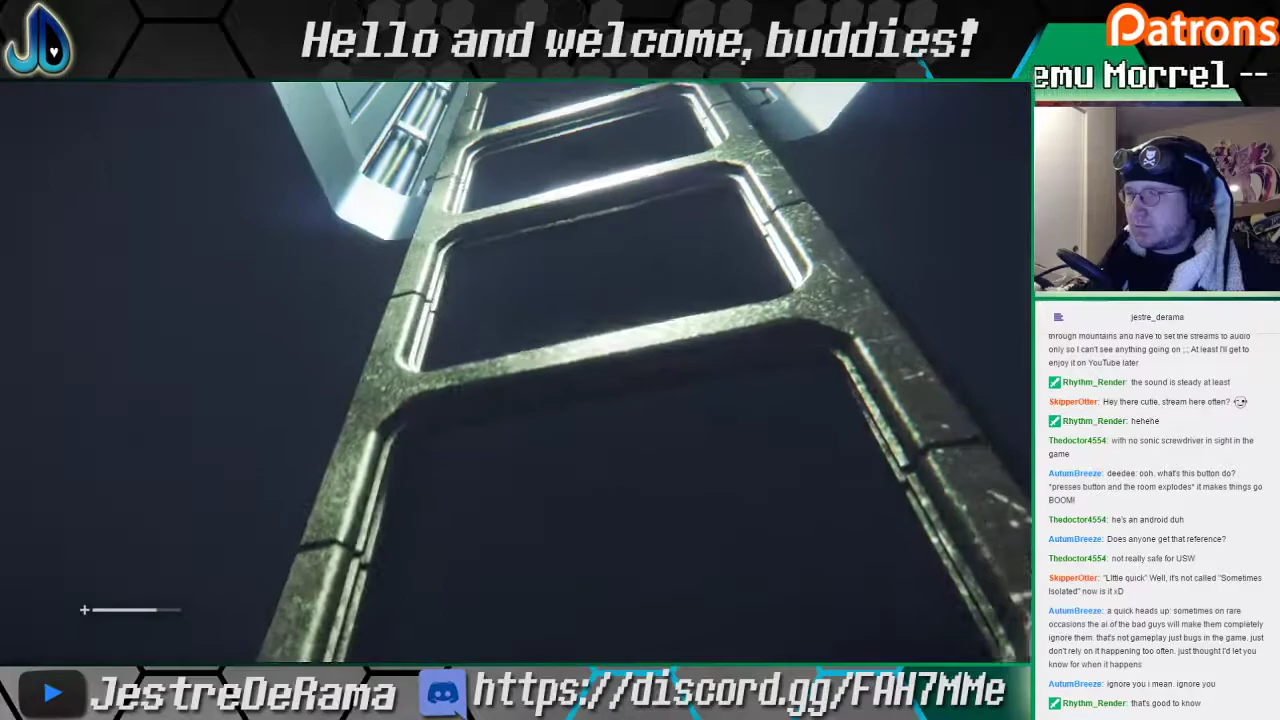 Hello and welcome, buddies!
Patrons
emu Morrel --
jestre_derama
through mountains and have to set the streams to audio
only so I can't see anything going on ;;; At least I'll get to
enjoy it on YouTube later
Rhythm_Render: the sound is steady at least
SkipperOtter: Hey there cutie, stream here often?
Rhythm_Render: hehehe
Thedoctor4554: with no sonic screwdriver in sight in the
game
AutumBreeze: deedee: ooh, what's this button do?
*presses button and the room explodes* it makes things go
BOOM!
Thedoctor4554: he's an android duh
AutumBreeze: Does anyone get that reference?
Thedoctor4554: not really safe for USW
SkipperOtter: "LIttle quick" Well, it's not called "Sometimes
Isolated" now is it xD
AutumBreeze: a quick heads up: sometimes on rare
occasions the ai of the bad guys will make them completely
ignore them. that's not gameplay just bugs in the game. just
don't rely on it happening too often. just thought I'd let you
know for when it happens
AutumBreeze: ignore you i mean. ignore you
Rhythm_Render: that's good to know
JestreDeRama
https://discord.gg/FAH7MMe